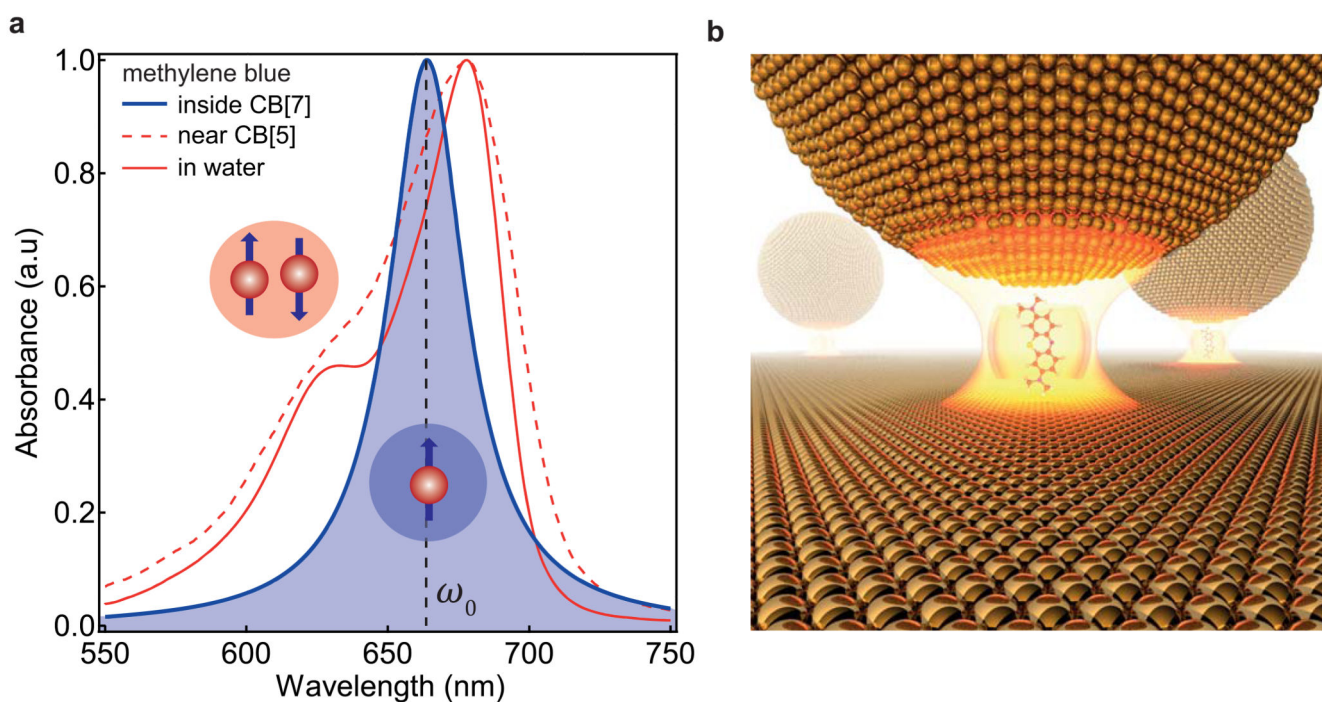 a
b
methylene blue
inside CB[7]
near CB[5]
in water
Absorbance (a.u)
1.0
0.8
0.6
0.4
0.2
0.0
ω0
550
600
650
700
750
Wavelength (nm)